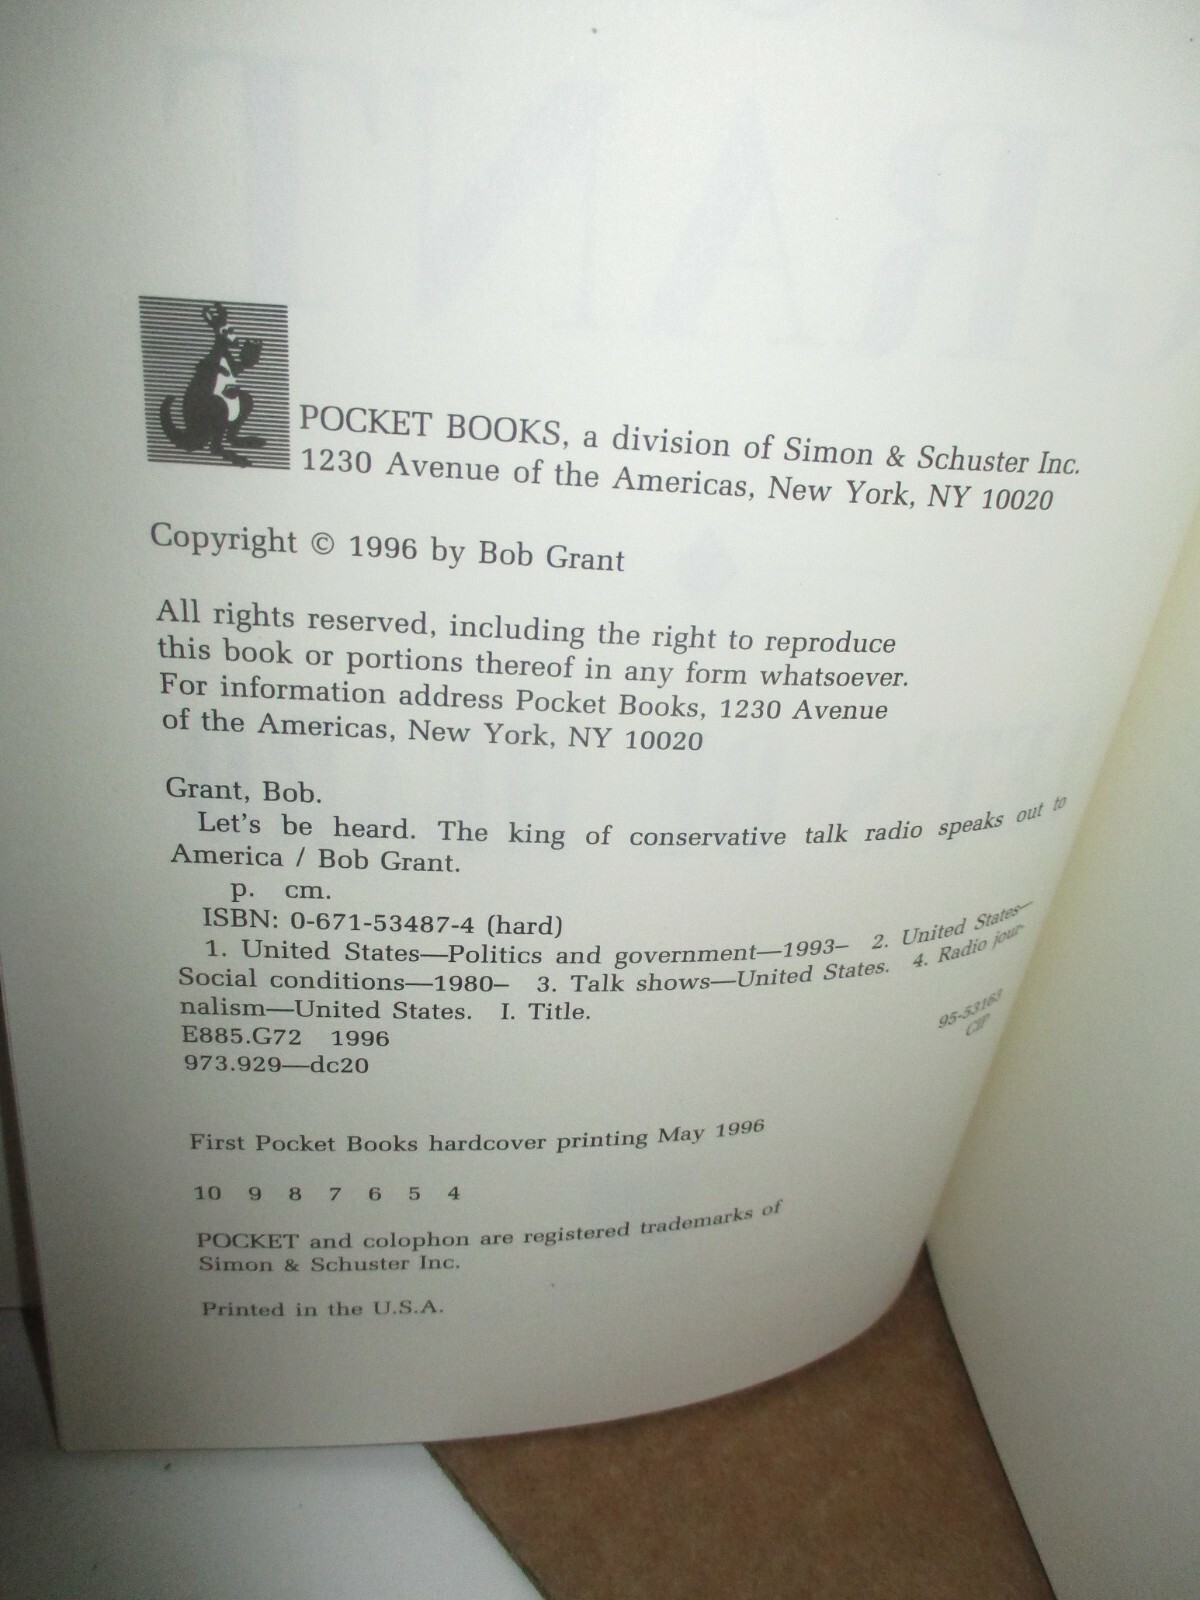 POCKET BOOKS, a division of Simon & Schuster Inc.
1230 Avenue of the Americas, New York, NY 10020
Copyright © 1996 by Bob Grant
All rights reserved, including the right to reproduce
this book or portions thereof in any form whatsoever.
For information address Pocket Books, 1230 Avenue
of the Americas, New York, NY 10020
Grant, Bob.
Let's be heard. The king of conservative talk radio speaks out to
America / Bob Grant.
p. cm.
ISBN: 0-671-53487-4 (hard)
1. United States—Politics and government—1993– 2. United States—
Social conditions—1980– 3. Talk shows—United States. 4. Radio jour-
nalism—United States. I. Title.
E885.G72 1996
973.929—dc20
95-53163
CIP
First Pocket Books hardcover printing May 1996
10 9 8 7 6 5 4
POCKET and colophon are registered trademarks of
Simon & Schuster Inc.
Printed in the U.S.A.